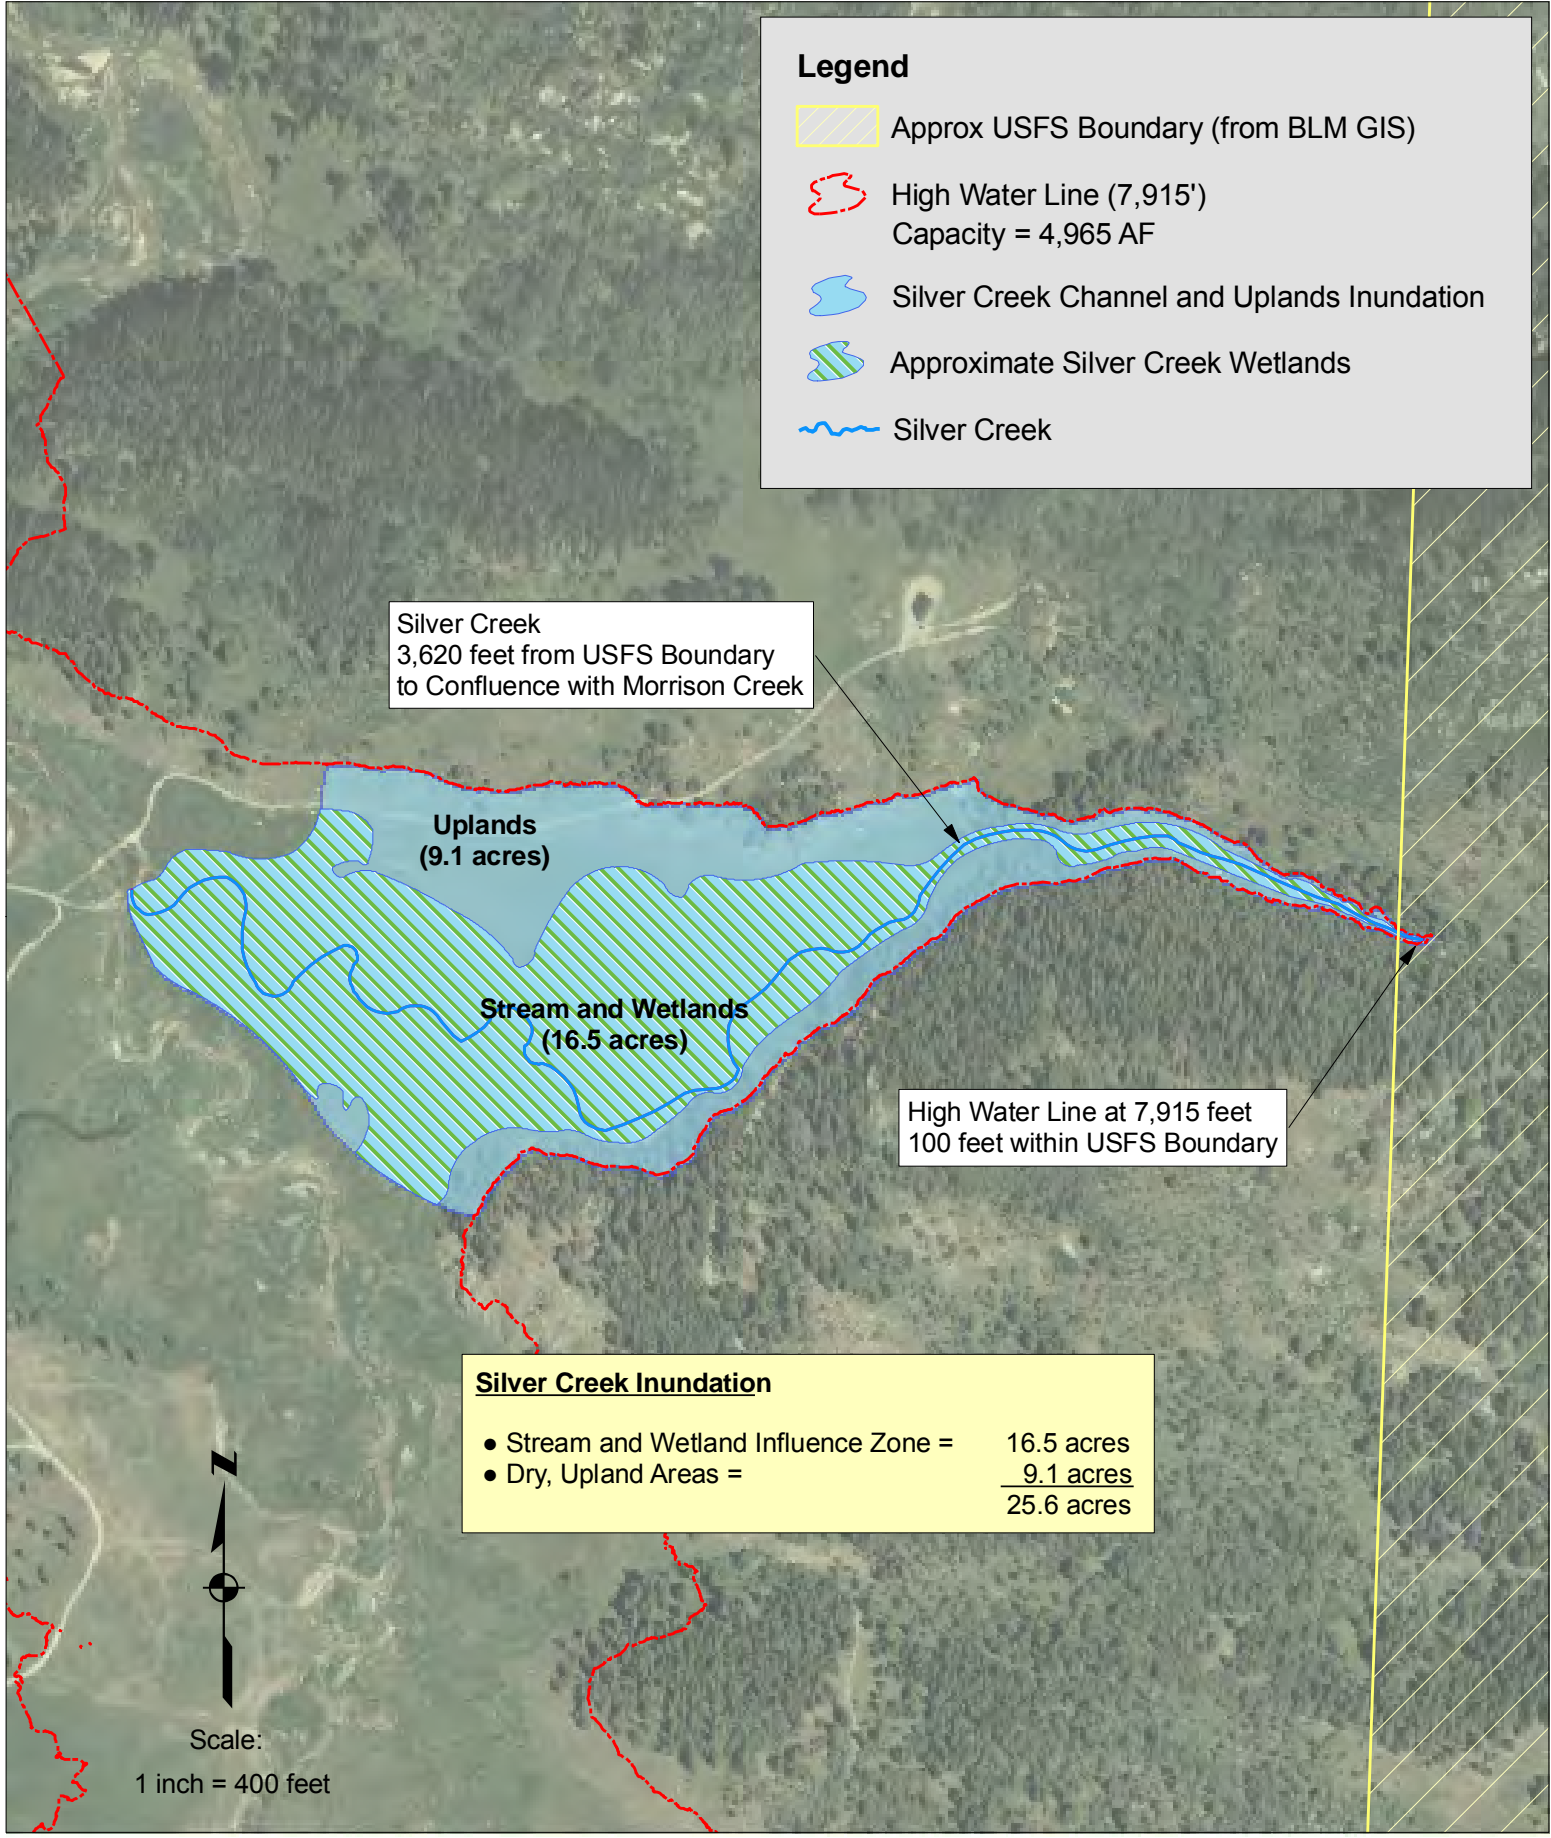 Legend
Approx USFS Boundary (from BLM GIS)
High Water Line (7,915')
Capacity = 4,965 AF
Silver Creek Channel and Uplands Inundation
Approximate Silver Creek Wetlands
Silver Creek
Silver Creek
3,620 feet from USFS Boundary
to Confluence with Morrison Creek
Uplands
(9.1 acres)
Stream and Wetlands
(16.5 acres)
High Water Line at 7,915 feet
100 feet within USFS Boundary
Silver Creek Inundation
● Stream and Wetland Influence Zone = 16.5 acres
● Dry, Upland Areas = 9.1 acres
25.6 acres
N
Scale:
1 inch = 400 feet